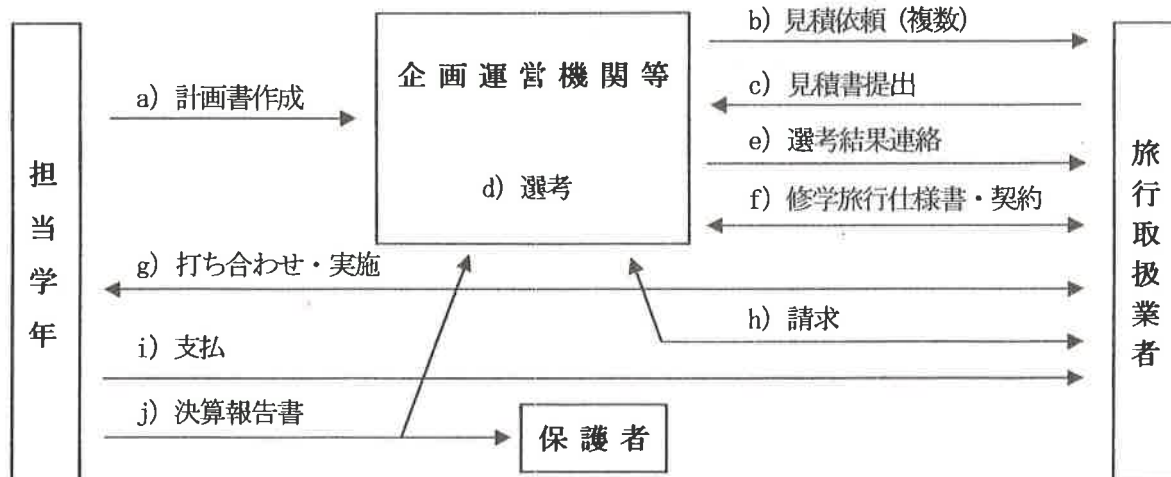 担当学年
a) 計画書作成
企画運営機関等
d) 選考
b) 見積依頼 (複数)
c) 見積書提出
e) 選考結果連絡
f) 修学旅行仕様書・契約
g) 打ち合わせ・実施
h) 請求
i) 支払
j) 決算報告書
保護者
旅行取扱業者